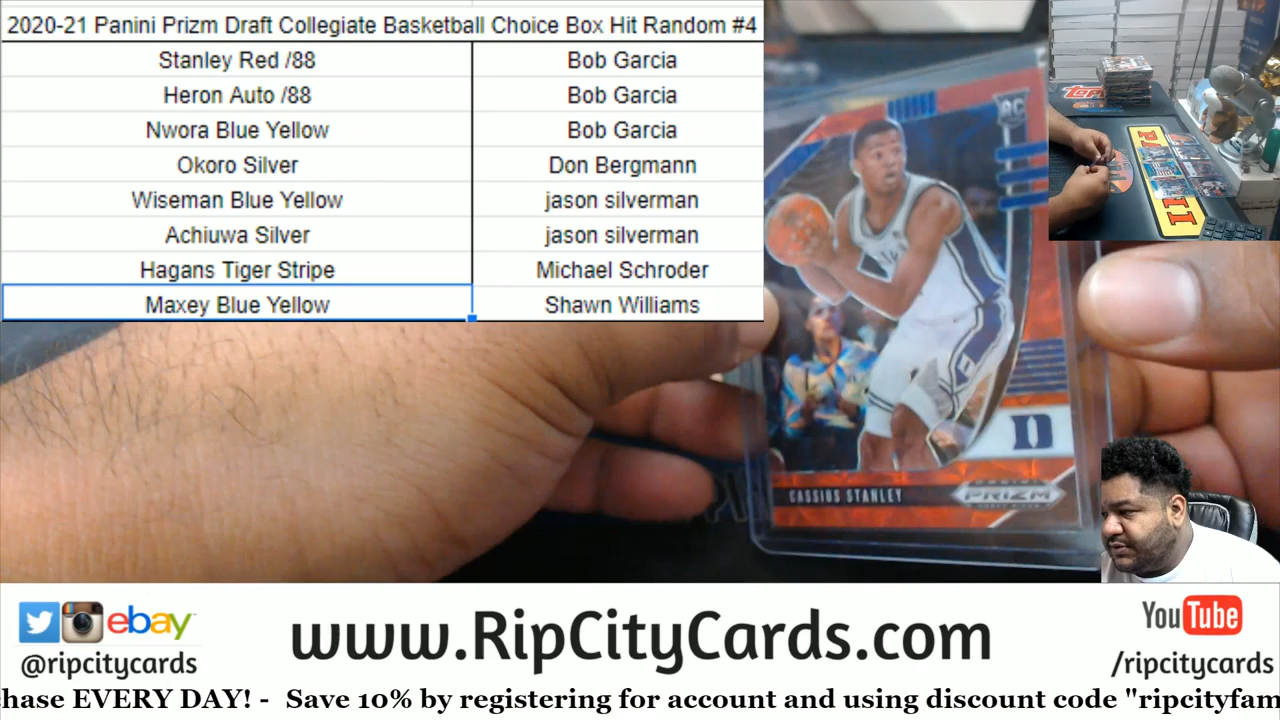 2020-21 Panini Prizm Draft Collegiate Basketball Choice Box Hit Random #4
Stanley Red /88 Bob Garcia
Heron Auto /88 Bob Garcia
Nwora Blue Yellow Bob Garcia
Okoro Silver Don Bergmann
Wiseman Blue Yellow jason silverman
Achiuwa Silver jason silverman
Hagans Tiger Stripe Michael Schroder
Maxey Blue Yellow Shawn Williams
RC
D
CASSIUS STANLEY
PRIZM
ebay
@ripcitycards
www.RipCityCards.com
YouTube
/ripcitycards
chase EVERY DAY! - Save 10% by registering for account and using discount code "ripcityfam